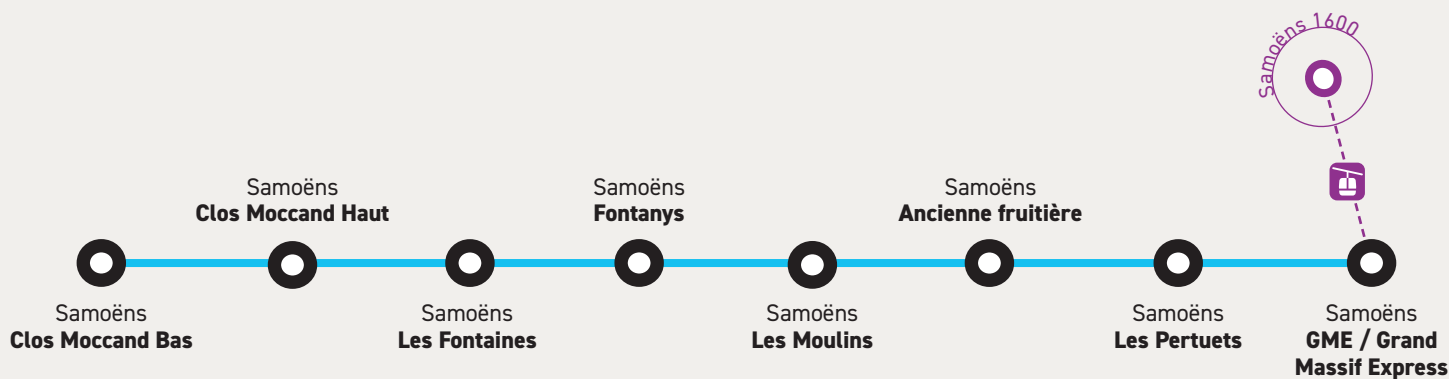 Samoëns 1600
Samoëns
Clos Moccand Haut
Samoëns
Fontanys
Samoëns
Ancienne fruitière
Samoëns
Clos Moccand Bas
Samoëns
Les Fontaines
Samoëns
Les Moulins
Samoëns
Les Pertuets
Samoëns
GME / Grand
Massif Express